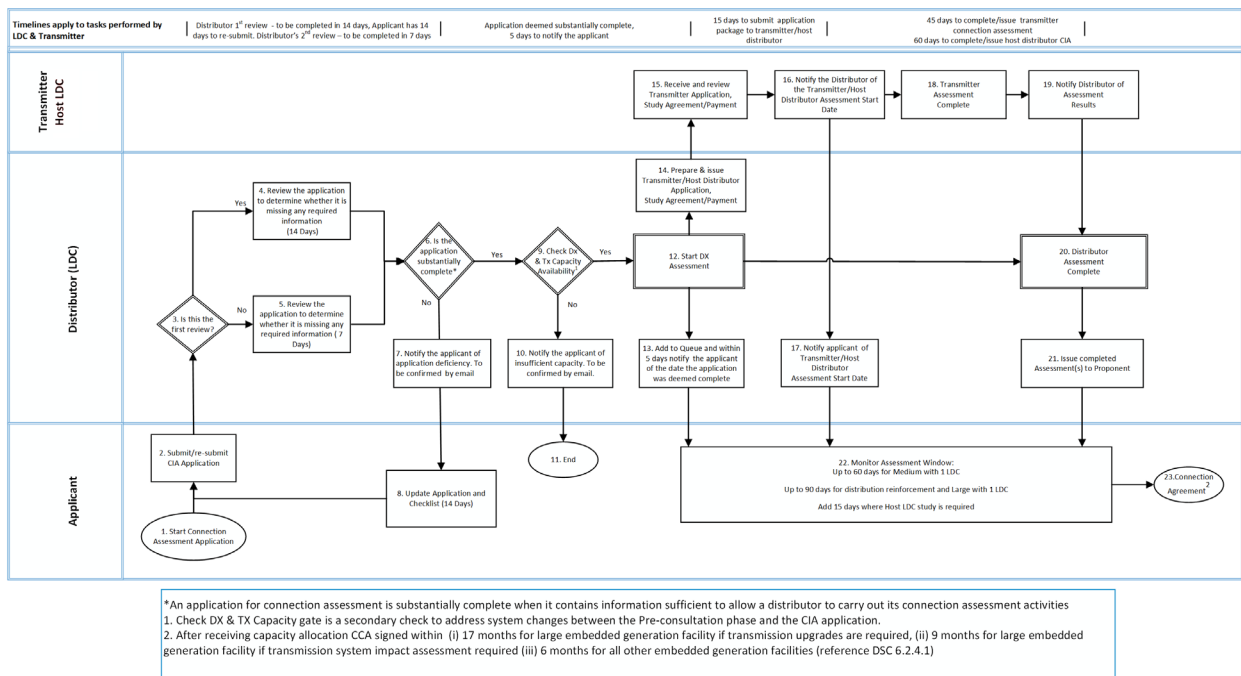 Timelines apply to tasks performed by
LDC & Transmitter
Distributor 1st review - to be completed in 14 days, Applicant has 14
days to re-submit. Distributor's 2nd review – to be completed in 7 days
Application deemed substantially complete,
5 days to notify the applicant
15 days to submit application
package to transmitter/host
distributor
45 days to complete/issue transmitter
connection assessment
60 days to complete/issue host distributor CIA
Transmitter
Host LDC
15. Receive and review
Transmitter Application,
Study Agreement/Payment
16. Notify the Distributor of
the Transmitter/Host
Distributor Assessment Start
Date
18. Transmitter
Assessment
Complete
19. Notify Distributor of
Assessment
Results
Distributor (LDC)
14. Prepare & issue
Transmitter/Host Distributor
Application,
Study Agreement/Payment
4. Review the application
to determine whether it is
missing any required
information
(14 Days)
Yes
6. Is the
application
substantially
complete*
Yes
9. Check Dx
& Tx Capacity
Availability1
Yes
12. Start DX
Assessment
20. Distributor
Assessment
Complete
3. Is this the
first review?
No
5. Review the
application to determine
whether it is missing any
required information ( 7
Days)
No
No
7. Notify the applicant of
application deficiency. To
be confirmed by email
10. Notify the applicant of
insufficient capacity. To be
confirmed by email.
13. Add to Queue and within
5 days notify the applicant
of the date the application
was deemed complete
17. Notify applicant of
Transmitter/Host
Distributor
Assessment Start Date
21. Issue completed
Assessment(s) to Proponent
Applicant
2. Submit/re-submit
CIA Application
11. End
8. Update Application and
Checklist (14 Days)
1. Start Connection
Assessment Application
22. Monitor Assessment Window:
Up to 60 days for Medium with 1 LDC
Up to 90 days for distribution reinforcement and Large with 1 LDC
Add 15 days where Host LDC study is required
23.Connection
Agreement2
*An application for connection assessment is substantially complete when it contains information sufficient to allow a distributor to carry out its connection assessment activities
1. Check DX & TX Capacity gate is a secondary check to address system changes between the Pre-consultation phase and the CIA application.
2. After receiving capacity allocation CCA signed within (i) 17 months for large embedded generation facility if transmission upgrades are required, (ii) 9 months for large embedded
generation facility if transmission system impact assessment required (iii) 6 months for all other embedded generation facilities (reference DSC 6.2.4.1)